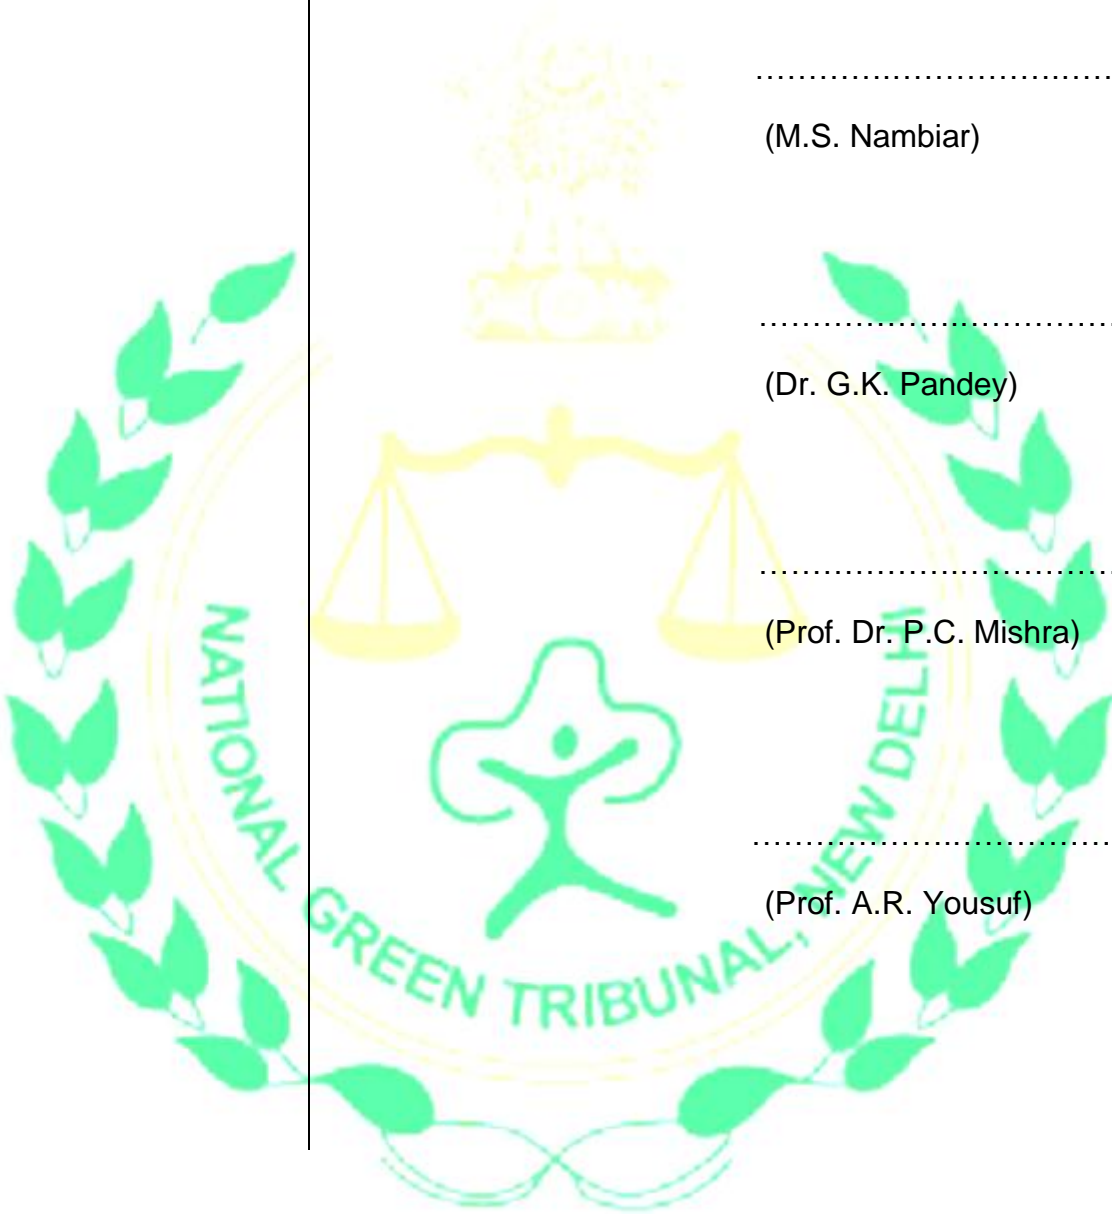 ………………………………
(M.S. Nambiar)
………………………………
(Dr. G.K. Pandey)
………………………………
(Prof. Dr. P.C. Mishra)
………………………………
(Prof. A.R. Yousuf)
NATIONAL GREEN TRIBUNAL, NEW DELHI